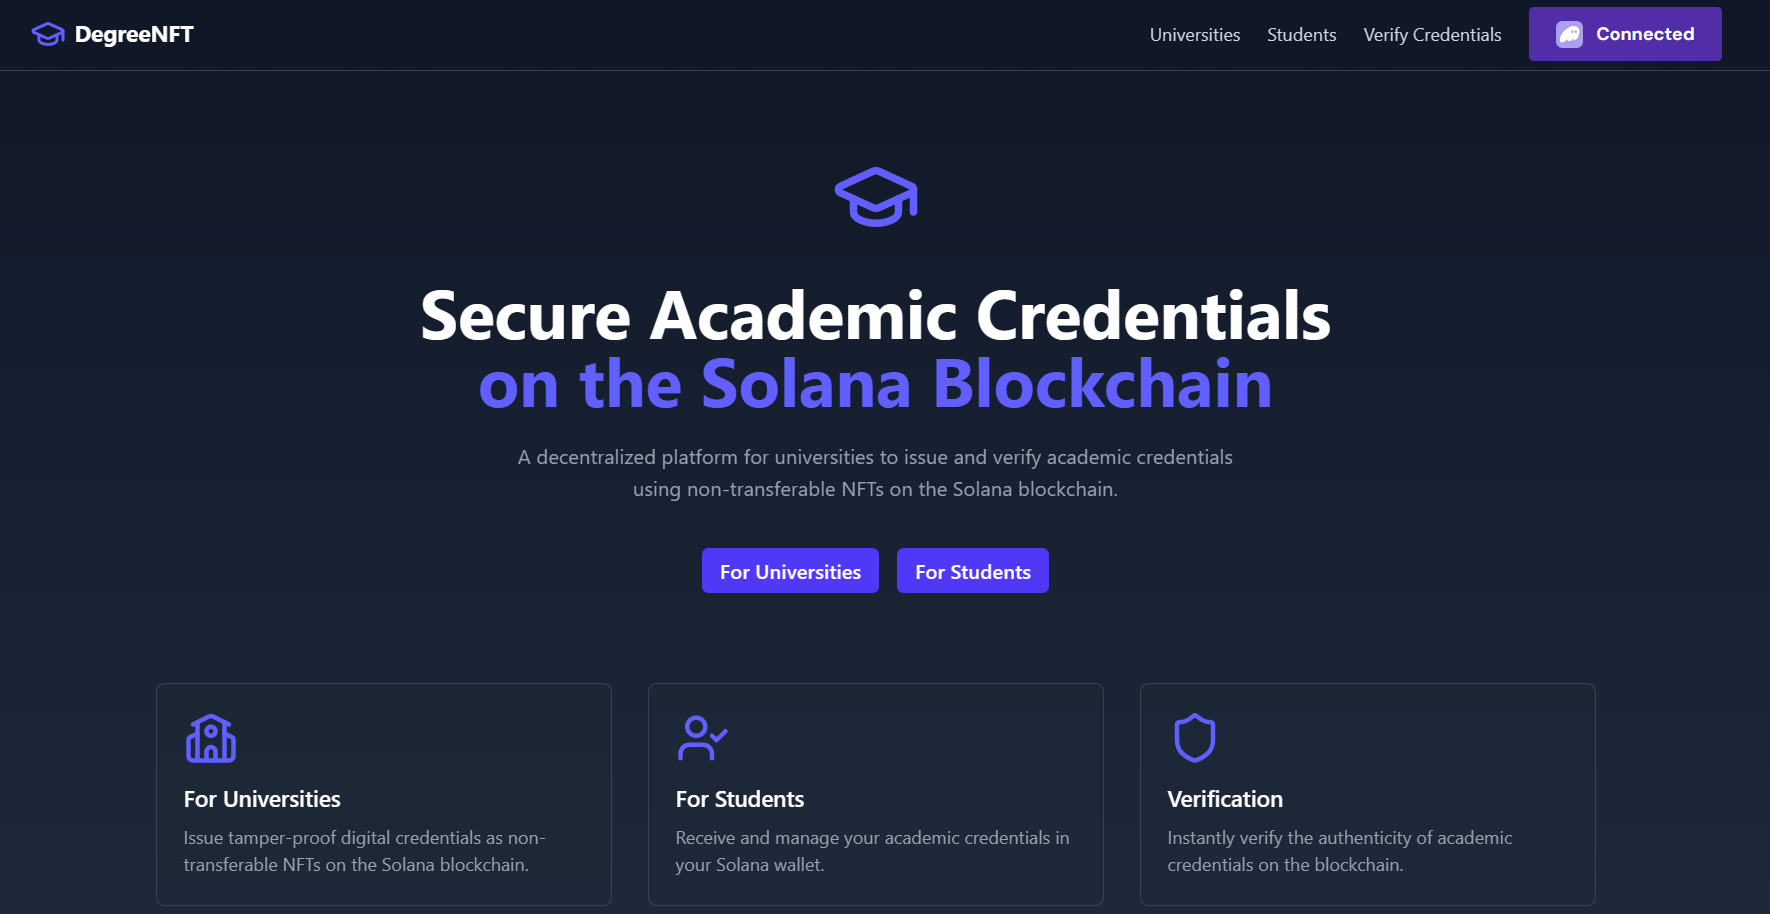 DegreeNFT
Universities
Students
Verify Credentials
Connected
Secure Academic Credentials
on the Solana Blockchain
A decentralized platform for universities to issue and verify academic credentials
using non-transferable NFTs on the Solana blockchain.
For Universities
For Students
For Universities
Issue tamper-proof digital credentials as non-
transferable NFTs on the Solana blockchain.
For Students
Receive and manage your academic credentials in
your Solana wallet.
Verification
Instantly verify the authenticity of academic
credentials on the blockchain.